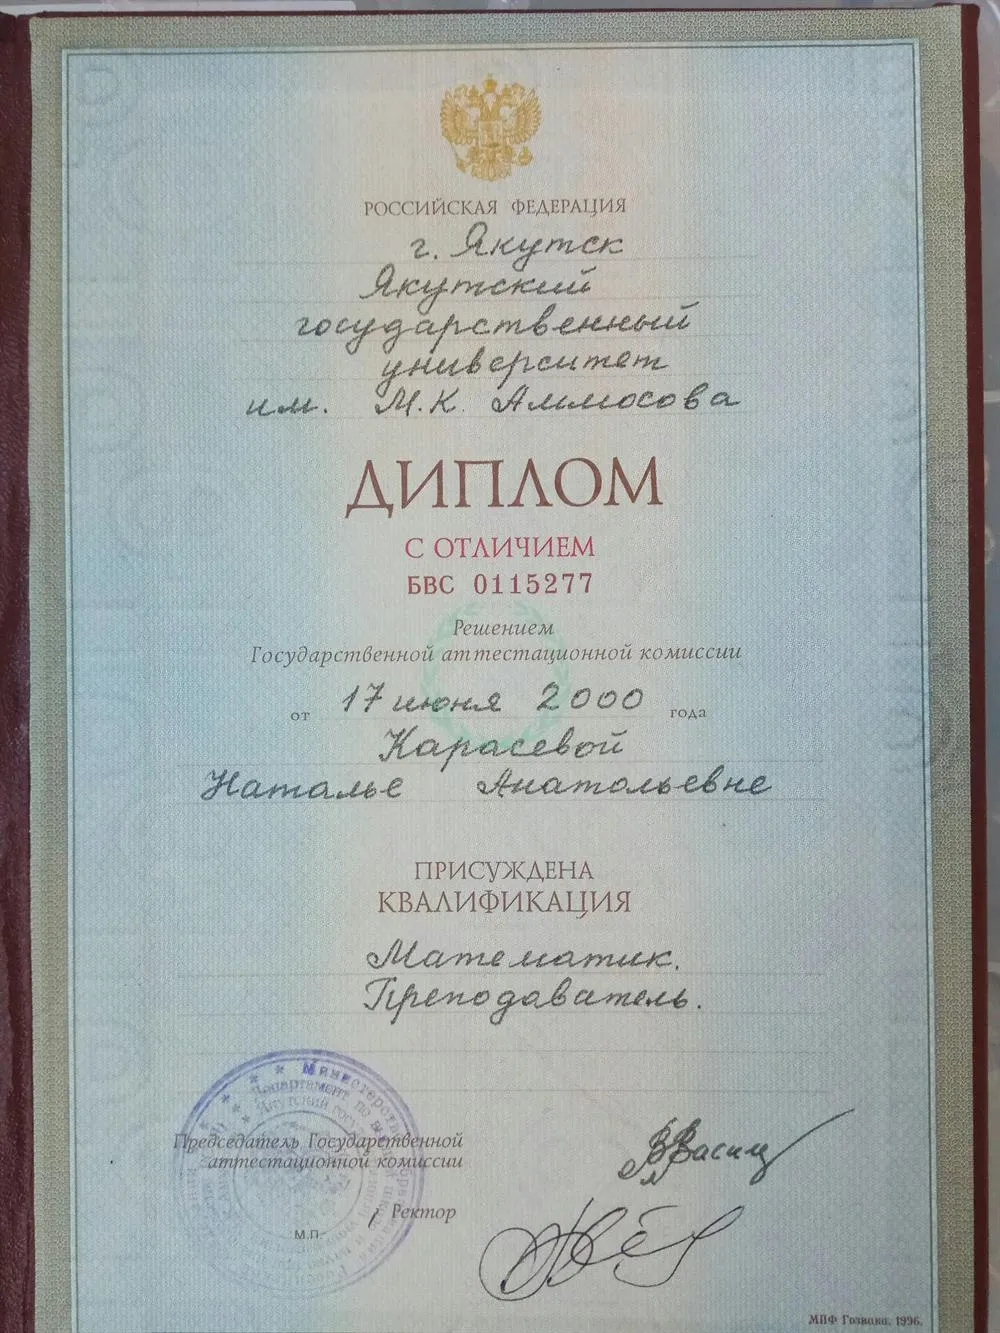 РОССИЙСКАЯ ФЕДЕРАЦИЯ
г. Якутск
Якутский
государственный
университет
им. М.К. Аммосова
ДИПЛОМ
С ОТЛИЧИЕМ
БВС 0115277
Решением
Государственной аттестационной комиссии
от 17 июня 2000 года
Карасевой
Наталье Анатольевне
ПРИСУЖДЕНА
КВАЛИФИКАЦИЯ
Математик.
Преподаватель.
Председатель Государственной
аттестационной комиссии
Ректор
М.П.
МПФ Гознака. 1996.